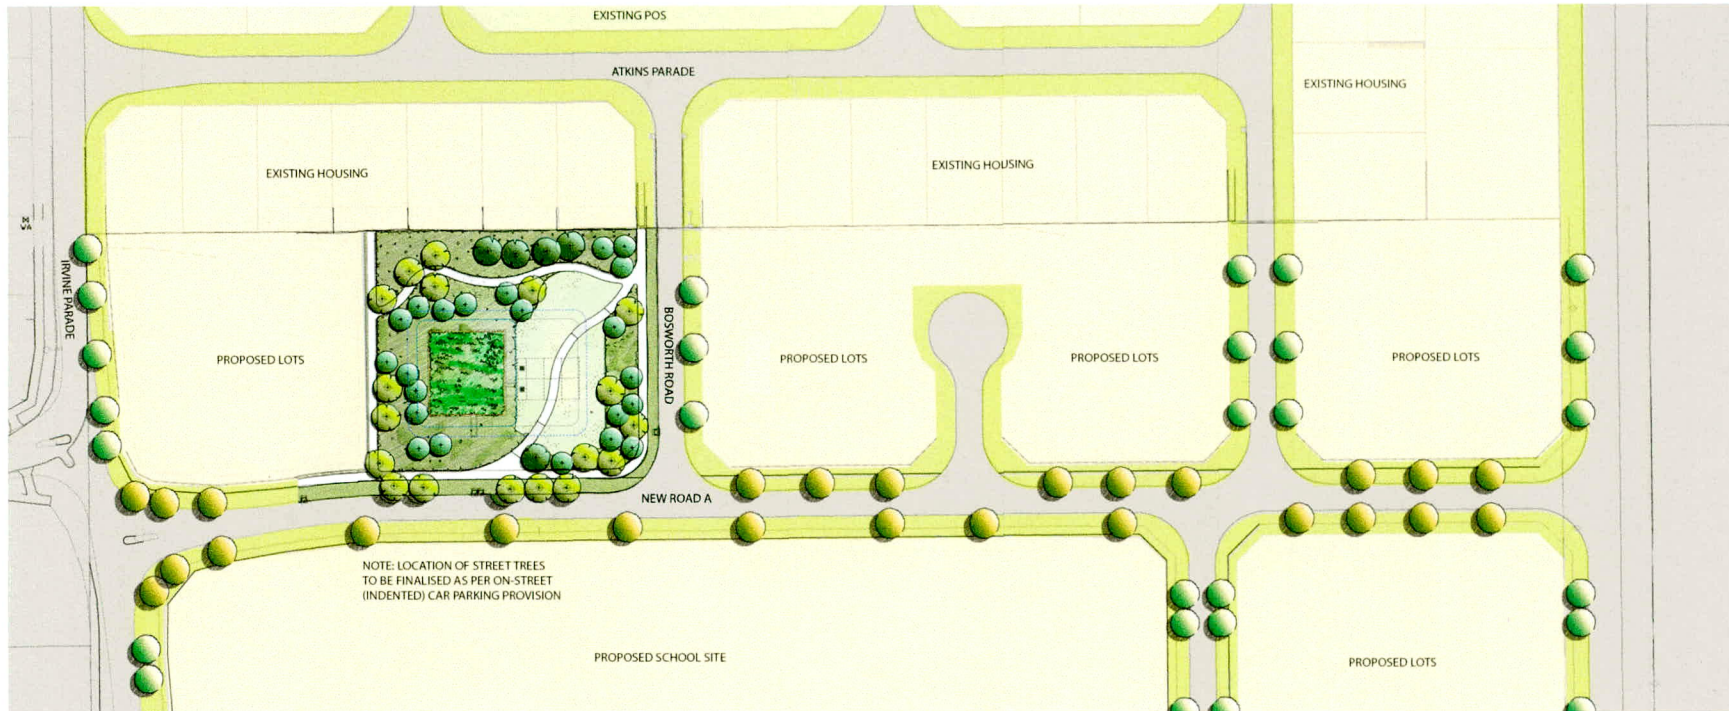 EXISTING POS
ATKINS PARADE
EXISTING HOUSING
EXISTING HOUSING
EXISTING HOUSING
IRVINE PARADE
BOSWORTH ROAD
PROPOSED LOTS
PROPOSED LOTS
PROPOSED LOTS
PROPOSED LOTS
NEW ROAD A
NOTE: LOCATION OF STREET TREES
TO BE FINALISED AS PER ON-STREET
(INDENTED) CAR PARKING PROVISION
PROPOSED SCHOOL SITE
PROPOSED LOTS